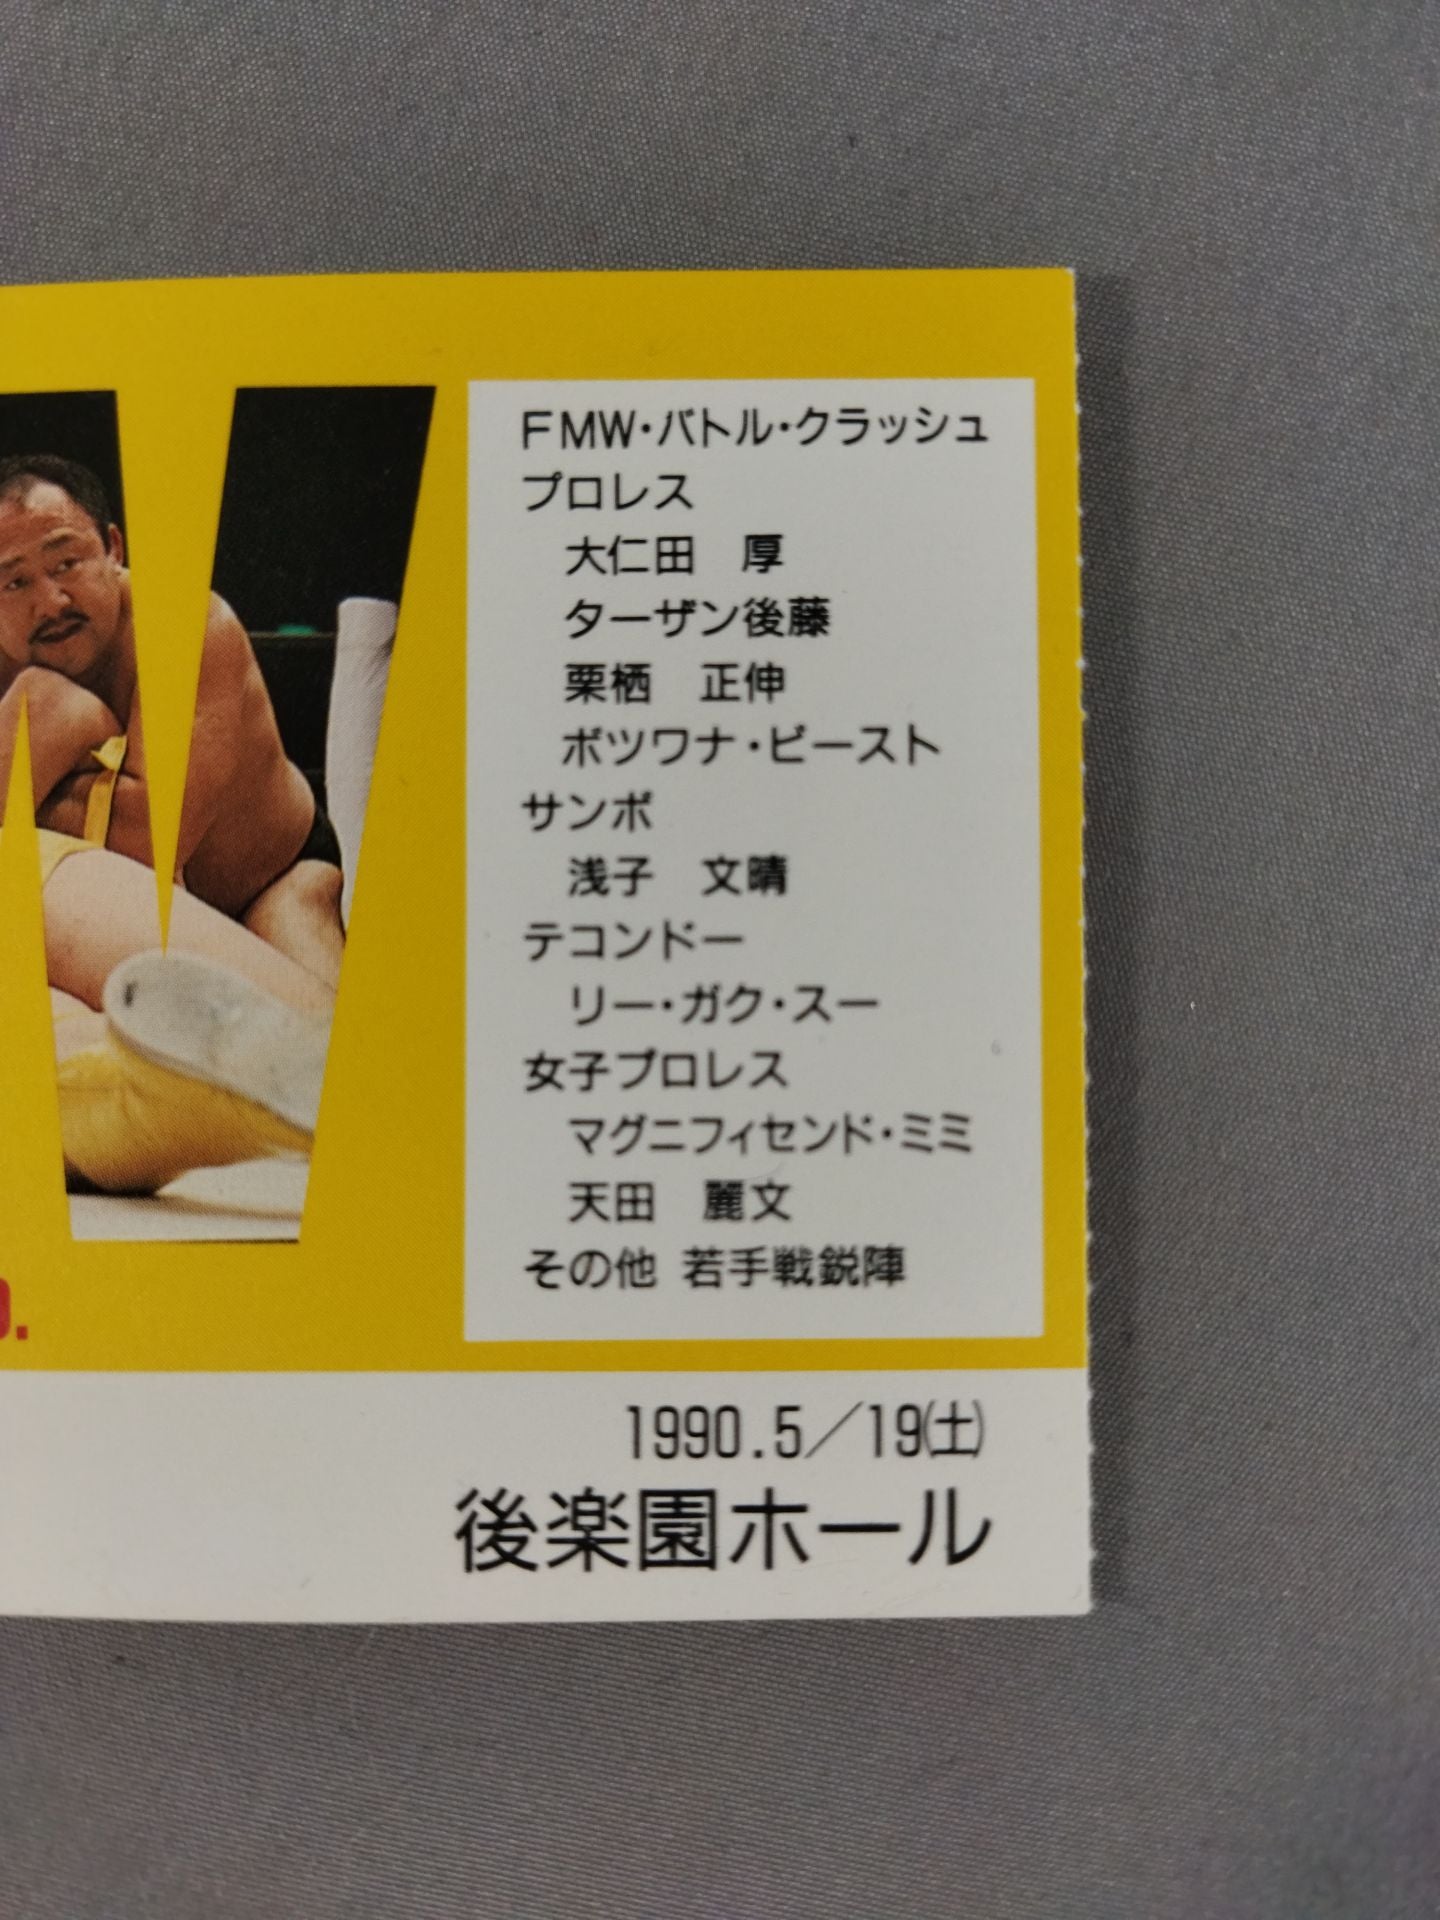 FMW・バトル・クラッシュ
プロレス
大仁田 厚
ターザン後藤
栗栖 正伸
ボツワナ・ビースト
サンボ
浅子 文晴
テコンドー
リー・ガク・スー
女子プロレス
マグニフィセンド・ミミ
天田 麗文
その他 若手戦鋭陣
1990.5／19(土)
後楽園ホール